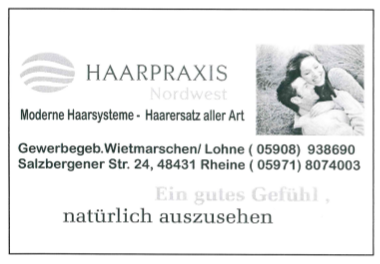 HAARPRAXIS
Nordwest
Moderne Haarsysteme - Haarersatz aller Art
Gewerbegeb.Wietmarschen/ Lohne ( 05908) 938690
Salzbergener Str. 24, 48431 Rheine ( 05971) 8074003
Ein gutes Gefühl ,
natürlich auszusehen